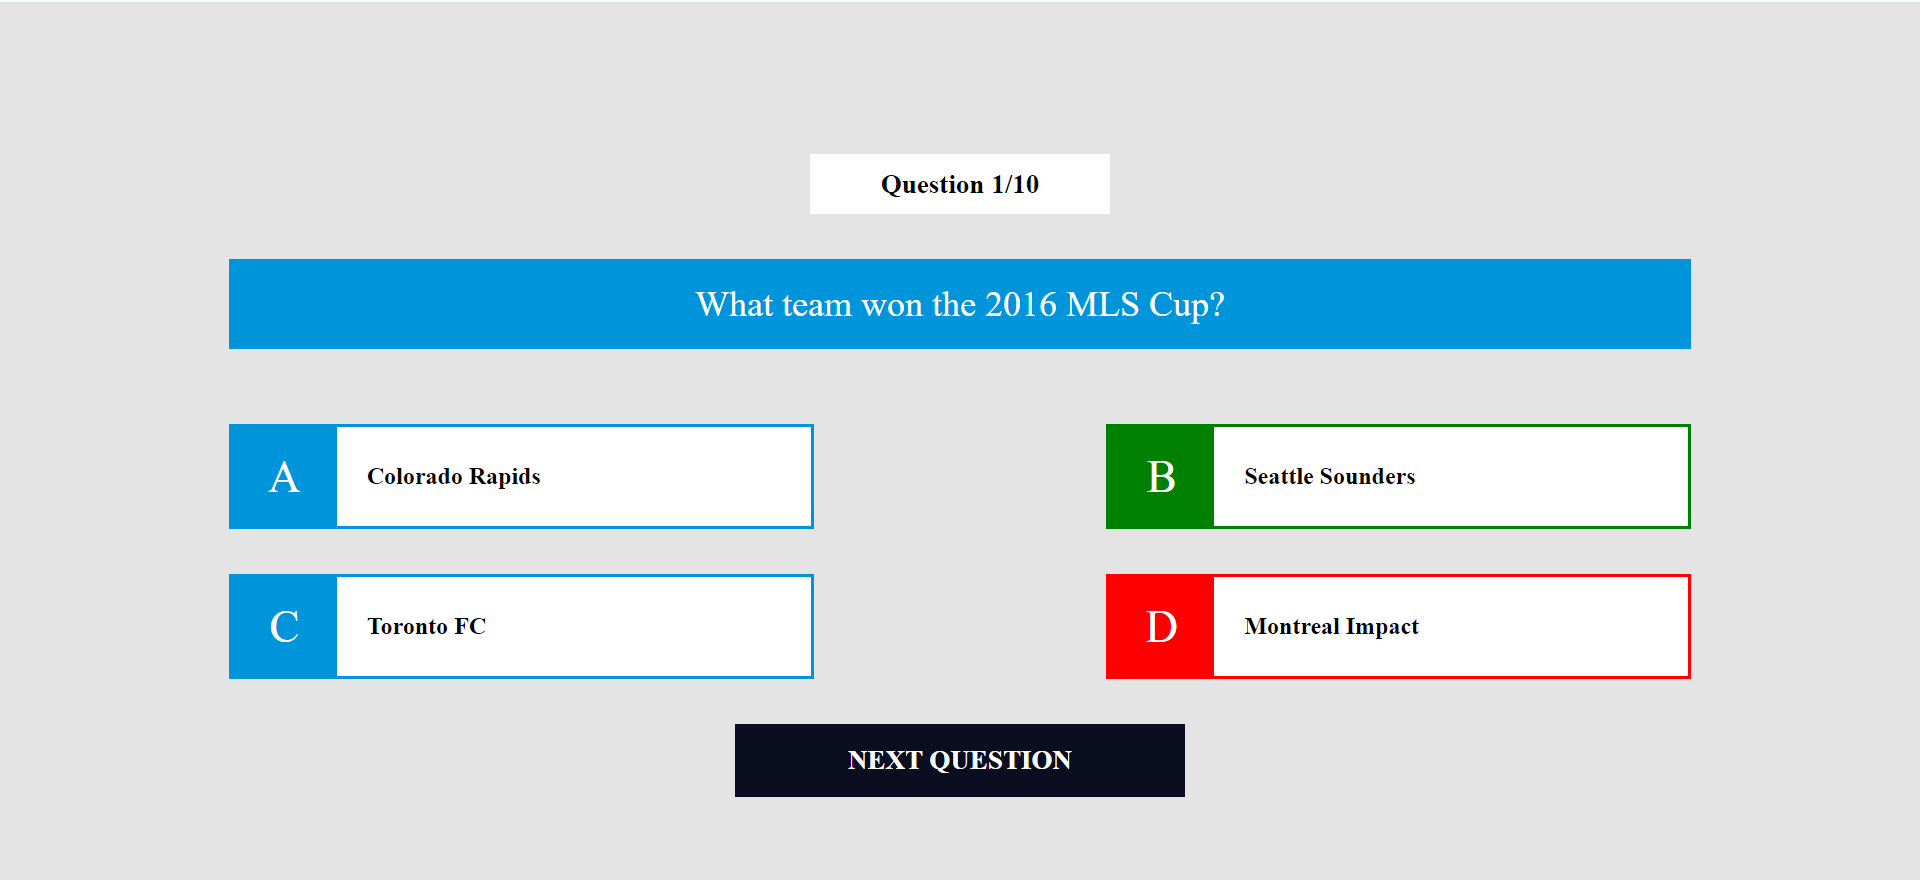 Question 1/10
What team won the 2016 MLS Cup?
A Colorado Rapids
B Seattle Sounders
C Toronto FC
D Montreal Impact
NEXT QUESTION